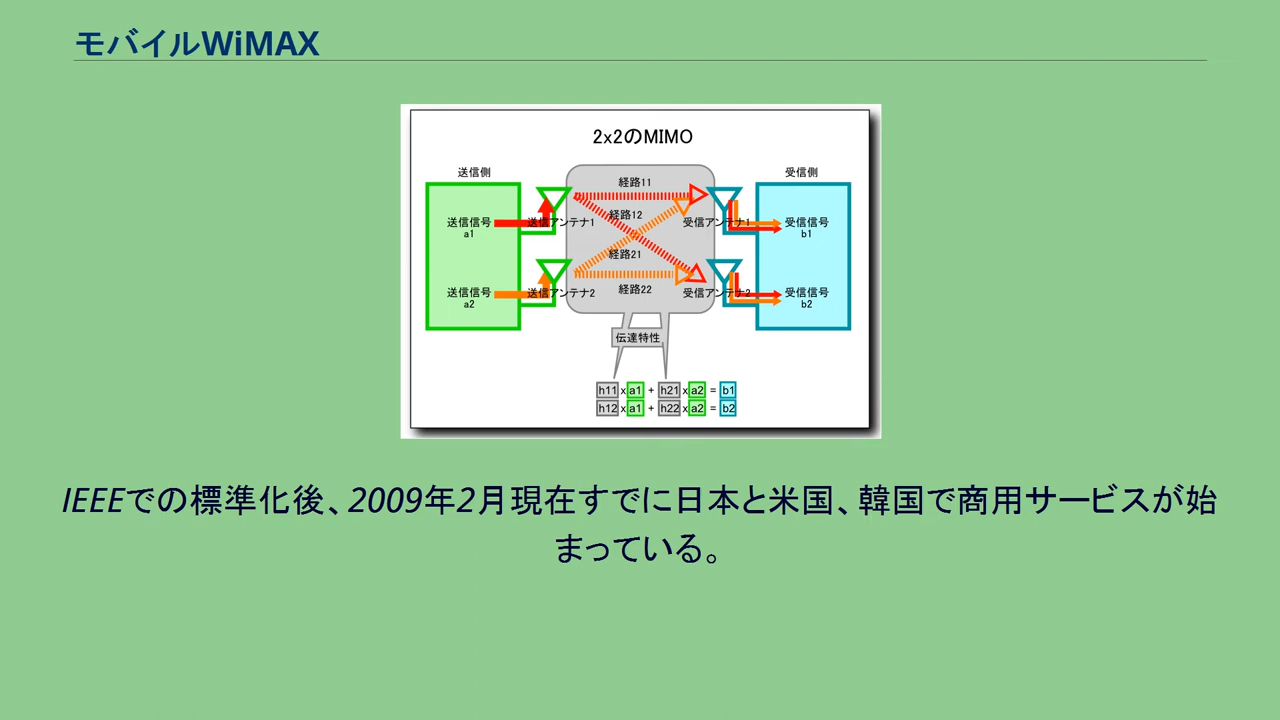 モバイルWiMAX
2x2のMIMO
送信側
受信側
経路11
送信信号
a1
送信アンテナ1
経路12
受信アンテナ1
受信信号
b1
経路21
送信信号
a2
送信アンテナ2
経路22
受信アンテナ2
受信信号
b2
伝達特性
h11 x a1 + h21 x a2 = b1
h12 x a1 + h22 x a2 = b2
IEEEでの標準化後、2009年2月現在すでに日本と米国、韓国で商用サービスが始
まっている。